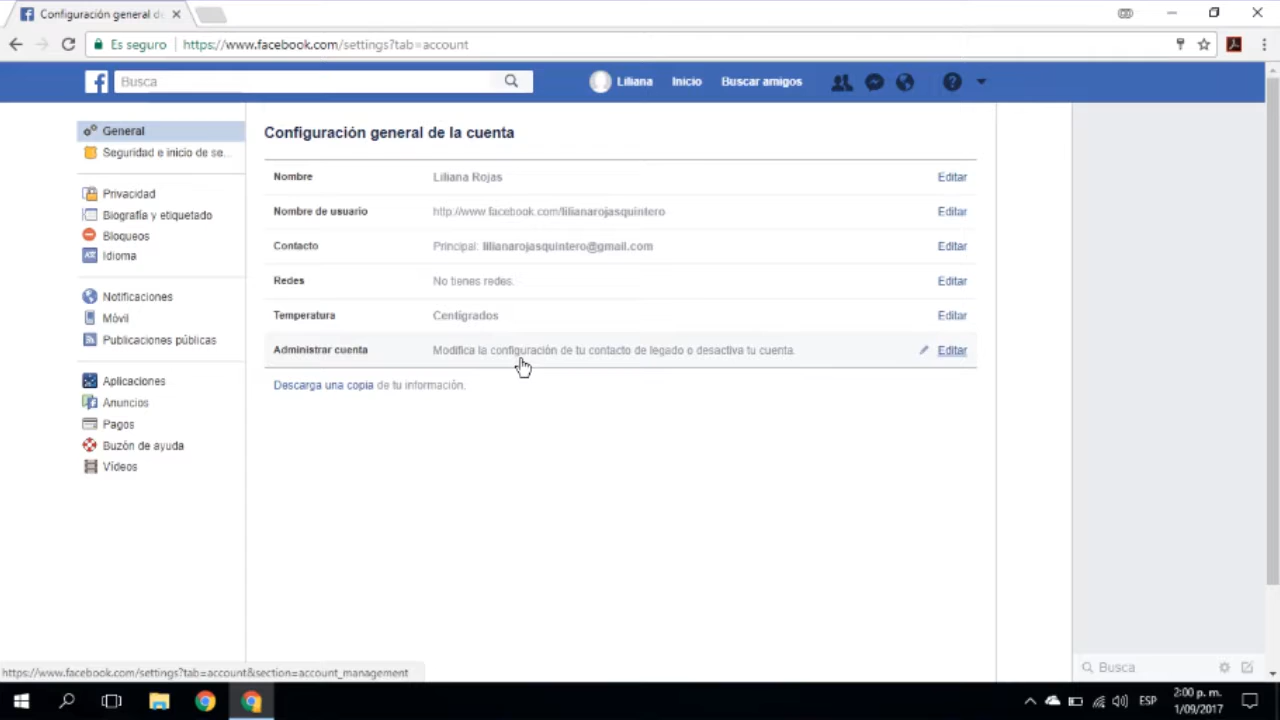 Configuración general de
Es seguro https://www.facebook.com/settings?tab=account
Busca
Liliana Inicio Buscar amigos
General
Seguridad e inicio de se...
Privacidad
Biografía y etiquetado
Bloqueos
Idioma
Notificaciones
Móvil
Publicaciones públicas
Aplicaciones
Anuncios
Pagos
Buzón de ayuda
Vídeos
Configuración general de la cuenta
Nombre Liliana Rojas Editar
Nombre de usuario http://www.facebook.com/lilianarojasquintero Editar
Contacto Principal: lilianarojasquintero@gmail.com Editar
Redes No tienes redes. Editar
Temperatura Centígrados Editar
Administrar cuenta Modifica la configuración de tu contacto de legado o desactiva tu cuenta. Editar
Descarga una copia de tu información.
Busca
https://www.facebook.com/settings?tab=account&section=account_management
ESP
2:00 p. m.
1/09/2017